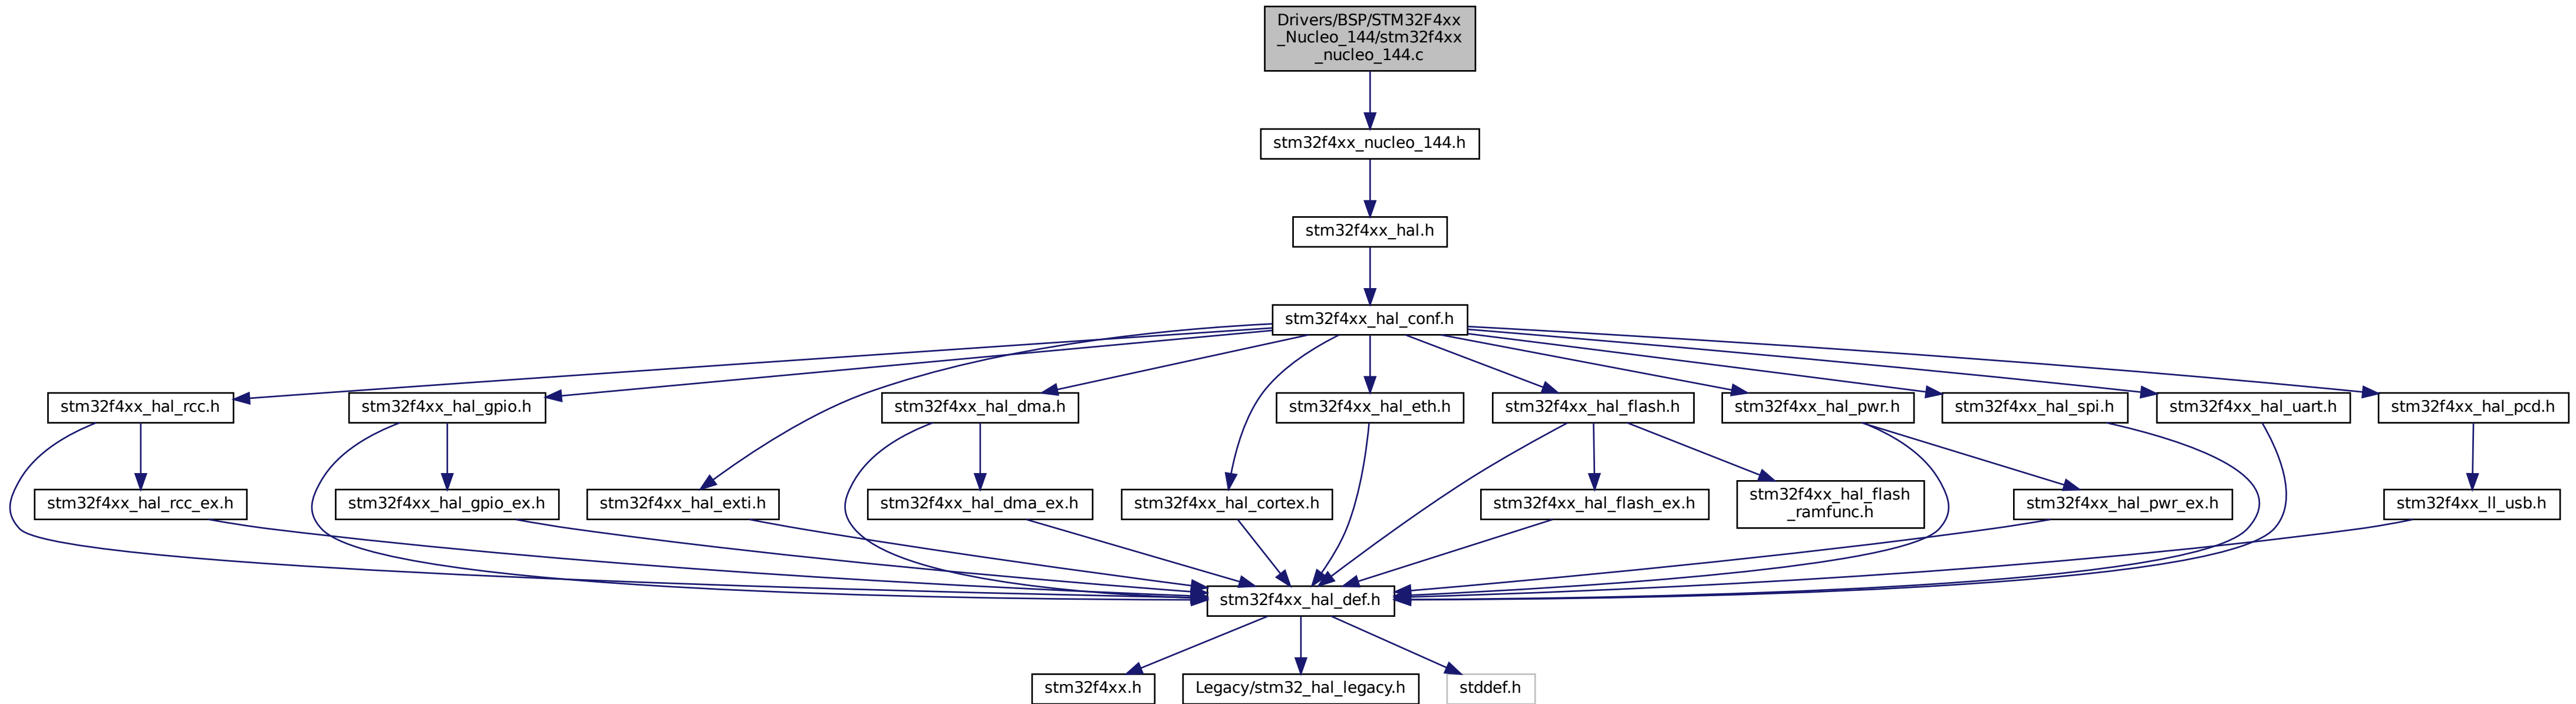 Drivers/BSP/STM32F4xx
_Nucleo_144/stm32f4xx
_nucleo_144.c
stm32f4xx_nucleo_144.h
stm32f4xx_hal.h
stm32f4xx_hal_conf.h
stm32f4xx_hal_rcc.h
stm32f4xx_hal_gpio.h
stm32f4xx_hal_dma.h
stm32f4xx_hal_eth.h
stm32f4xx_hal_flash.h
stm32f4xx_hal_pwr.h
stm32f4xx_hal_spi.h
stm32f4xx_hal_uart.h
stm32f4xx_hal_pcd.h
stm32f4xx_hal_rcc_ex.h
stm32f4xx_hal_gpio_ex.h
stm32f4xx_hal_exti.h
stm32f4xx_hal_dma_ex.h
stm32f4xx_hal_cortex.h
stm32f4xx_hal_flash_ex.h
stm32f4xx_hal_flash
_ramfunc.h
stm32f4xx_hal_pwr_ex.h
stm32f4xx_ll_usb.h
stm32f4xx_hal_def.h
stm32f4xx.h
Legacy/stm32_hal_legacy.h
stddef.h